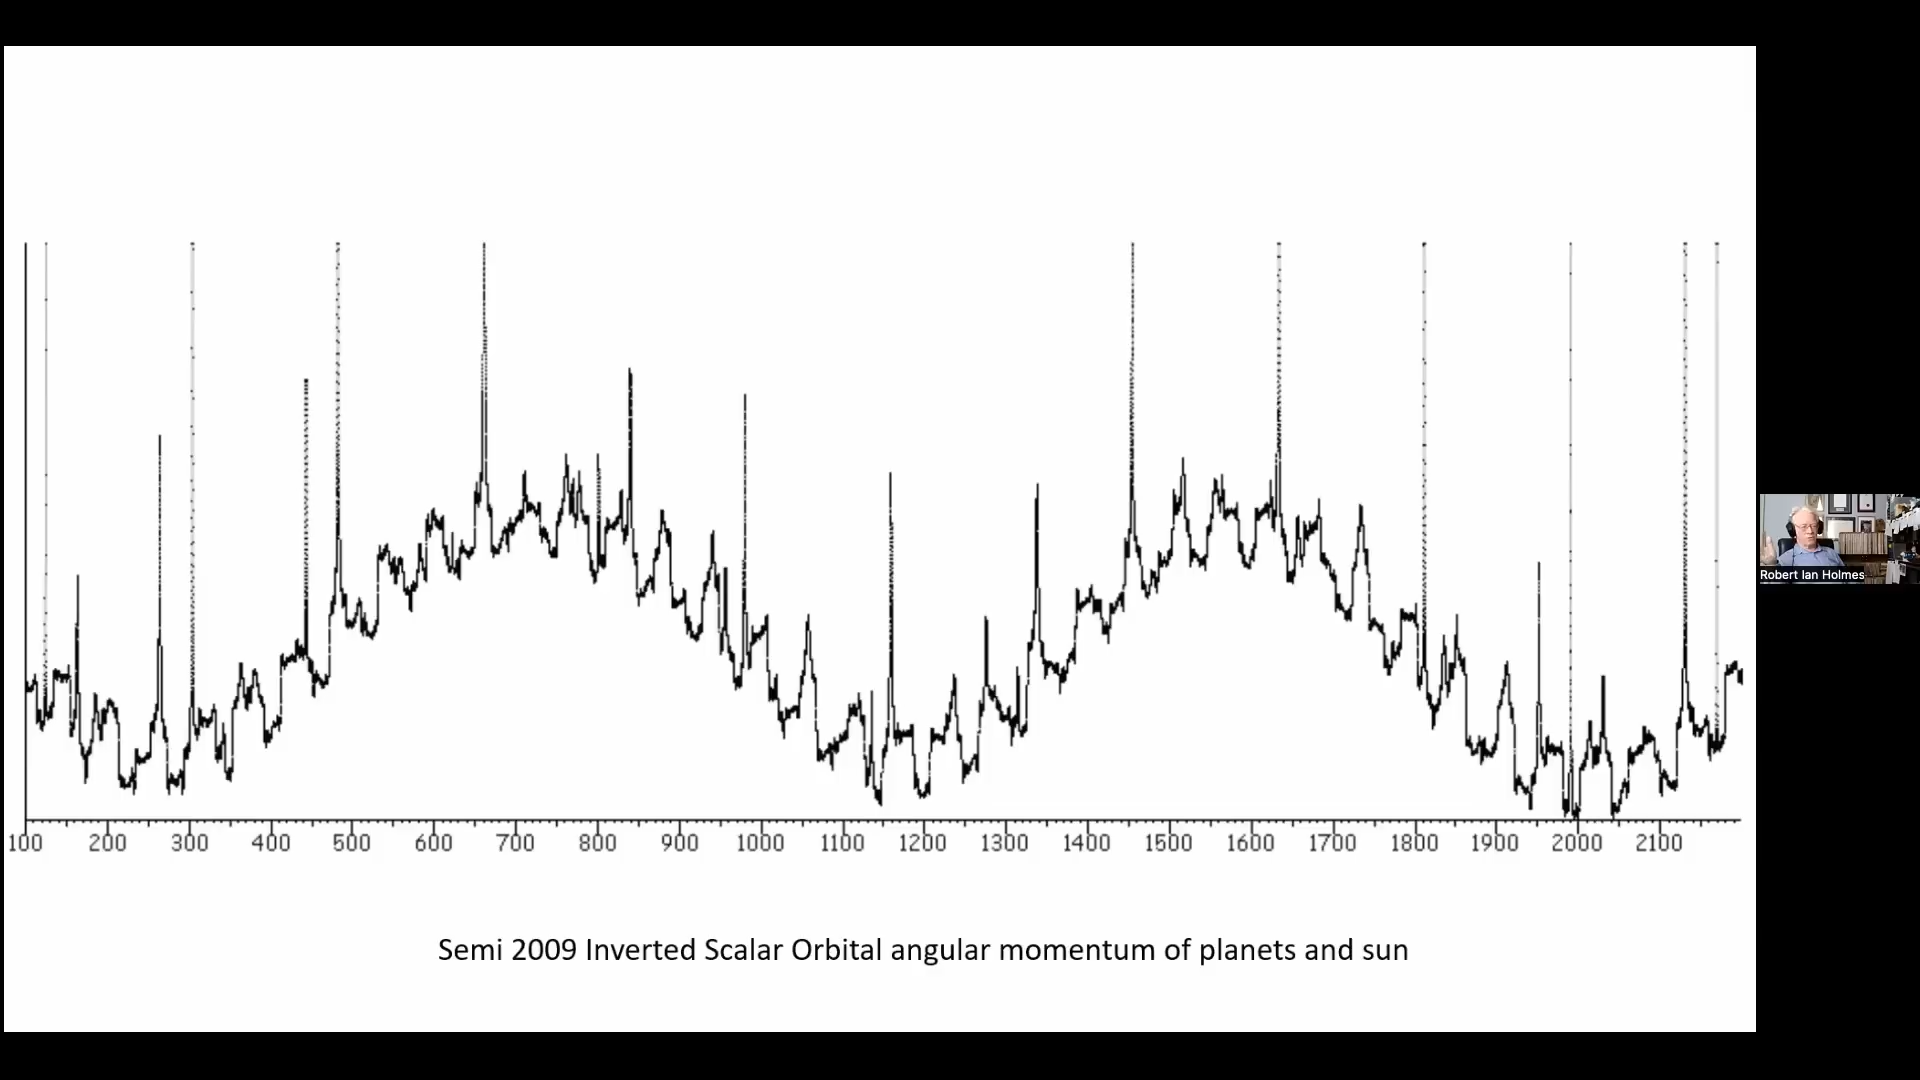 100 200 300 400 500 600 700 800 900 1000 1100 1200 1300 1400 1500 1600 1700 1800 1900 2000 2100
Semi 2009 Inverted Scalar Orbital angular momentum of planets and sun
Robert Ian Holmes